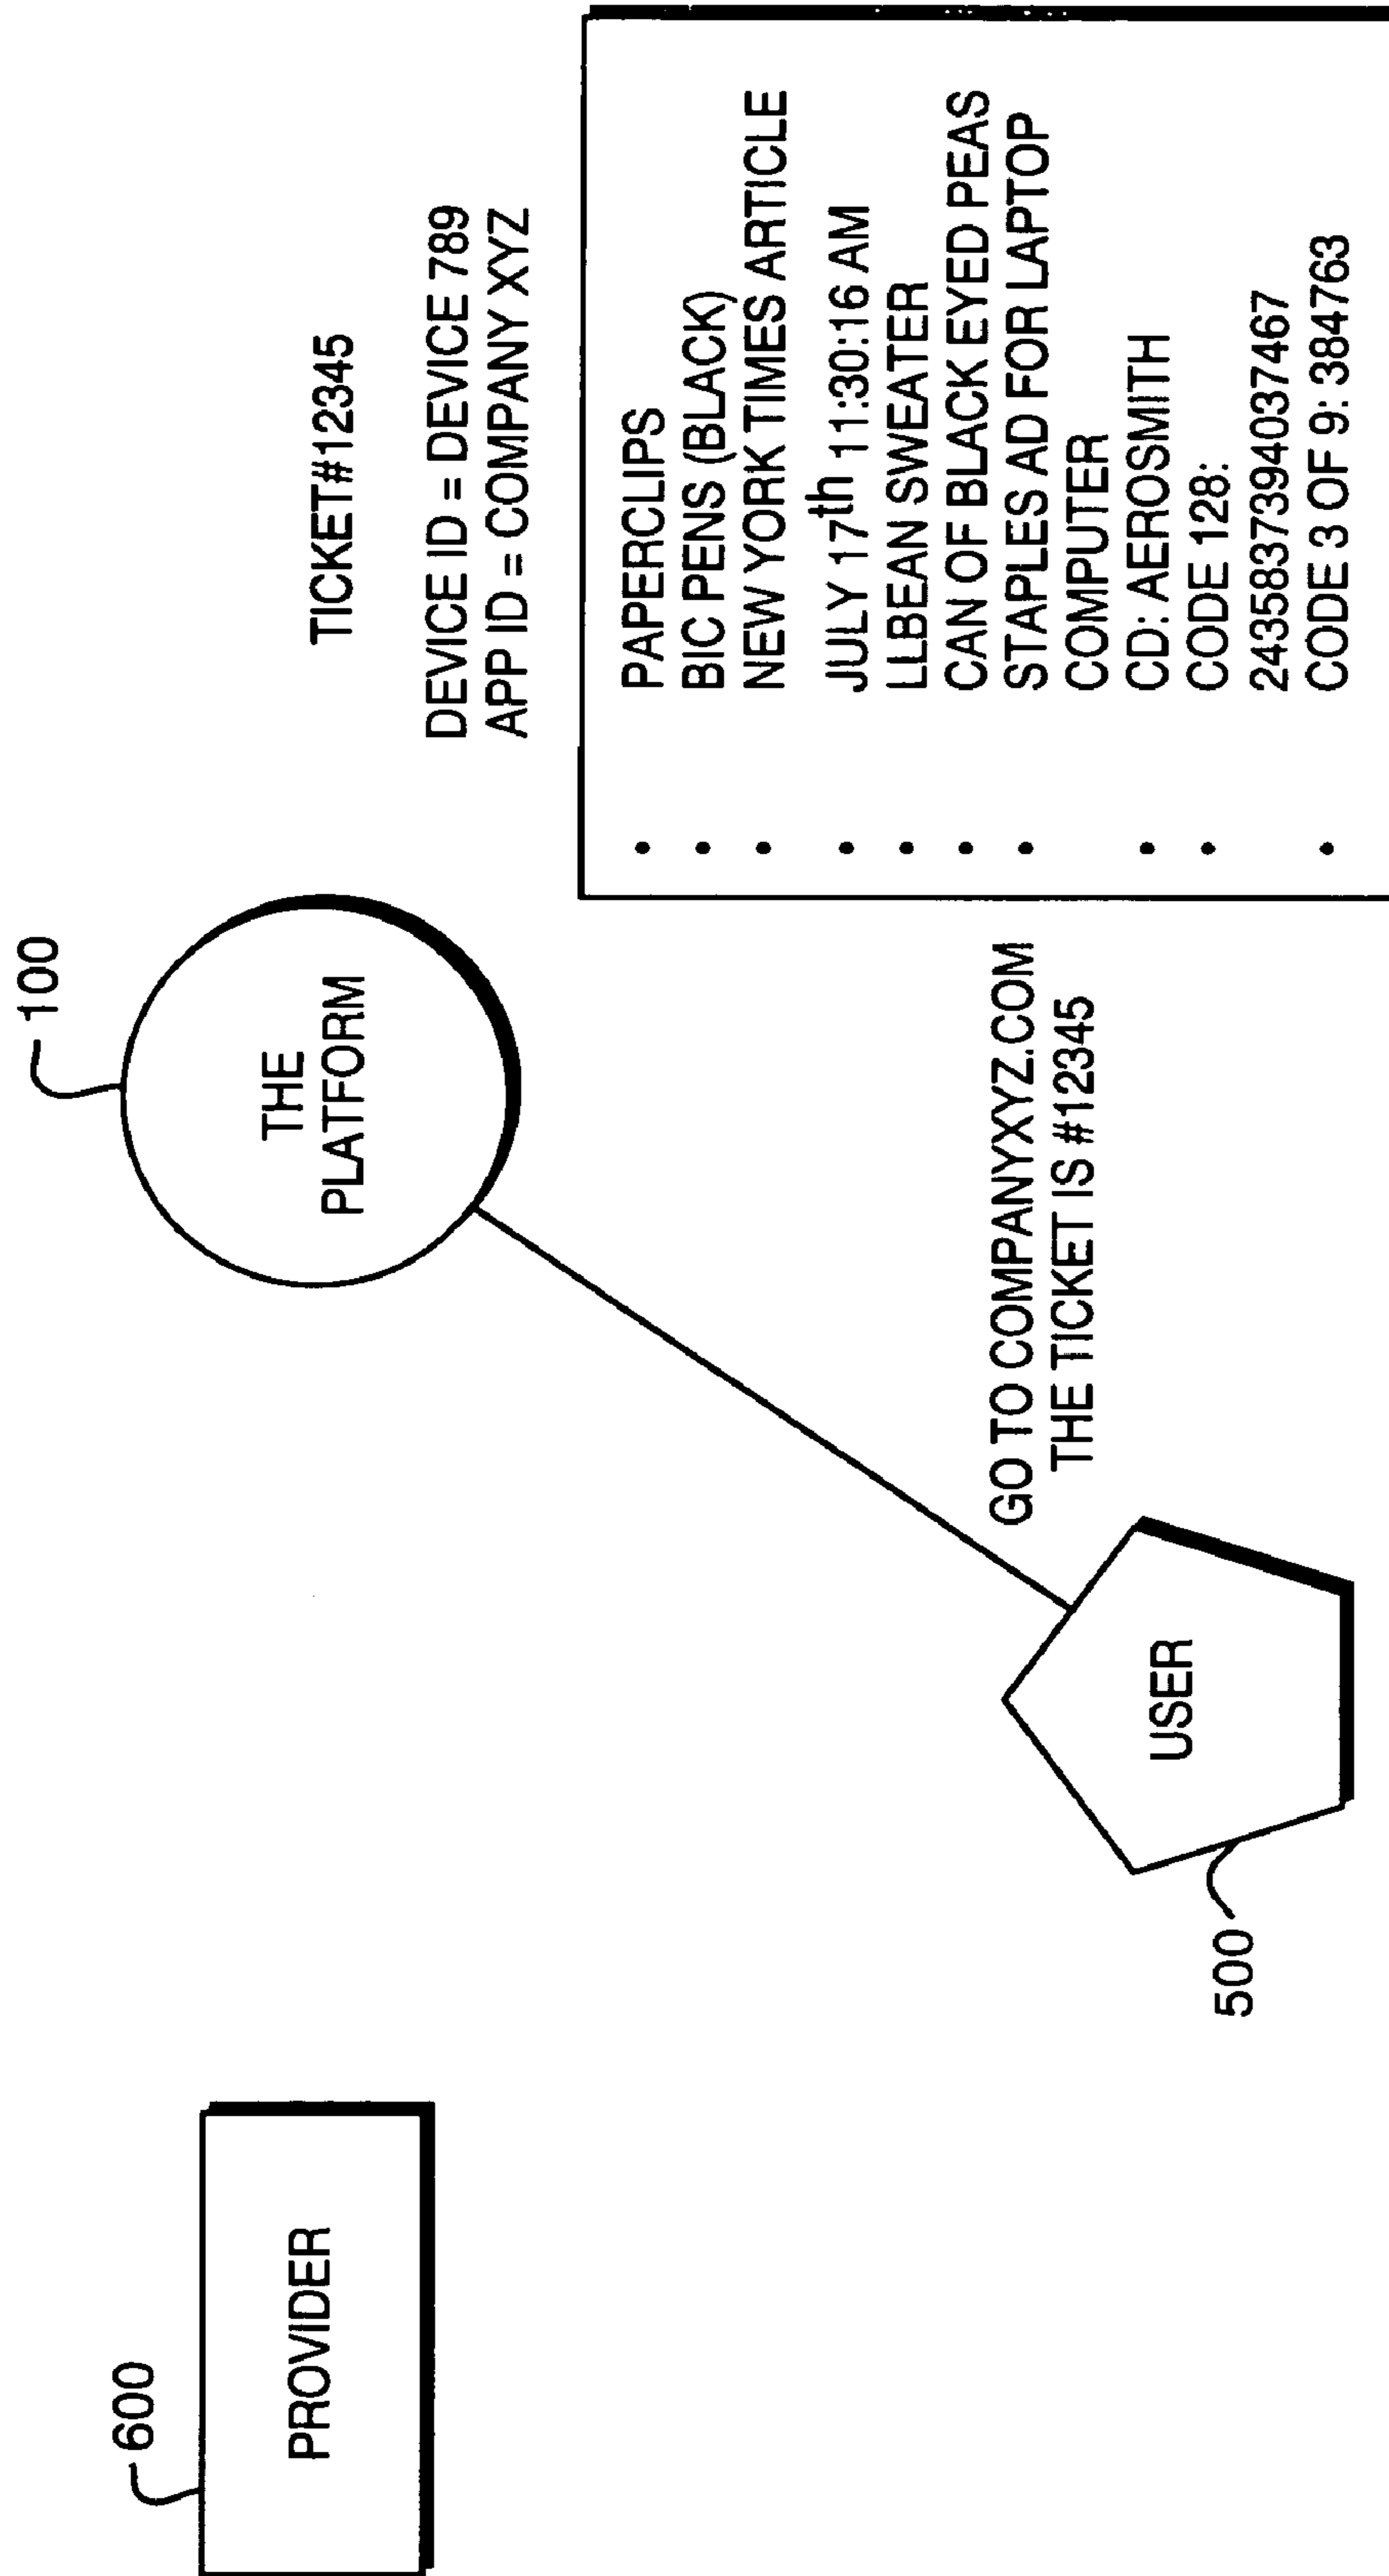 600
PROVIDER
100
THE
PLATFORM
TICKET#12345
DEVICE ID = DEVICE 789
APP ID = COMPANY XYZ
500
USER
GO TO COMPANYXYZ.COM
THE TICKET IS #12345
• PAPERCLIPS
• BIC PENS (BLACK)
• NEW YORK TIMES ARTICLE
• JULY 17th 11:30:16 AM
• LLBEAN SWEATER
• CAN OF BLACK EYED PEAS
• STAPLES AD FOR LAPTOP
COMPUTER
• CD: AEROSMITH
• CODE 128:
2435837394037467
• CODE 3 OF 9: 384763